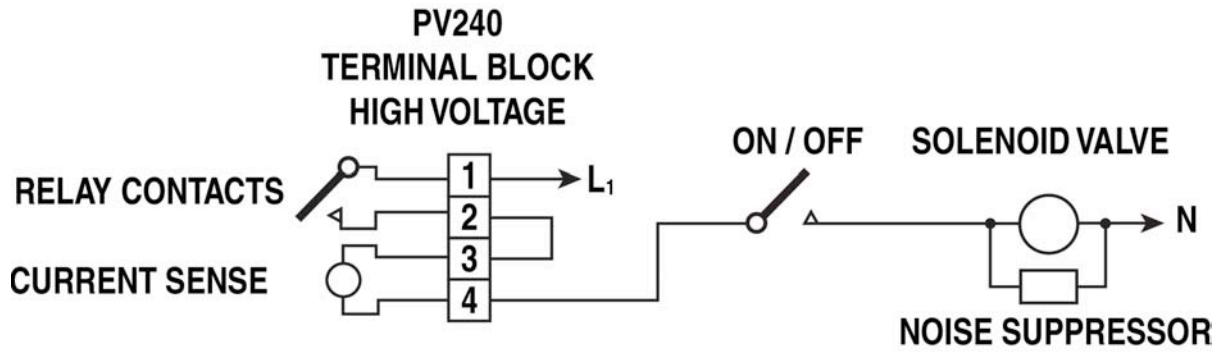 PV240
TERMINAL BLOCK
HIGH VOLTAGE
ON / OFF
SOLENOID VALVE
RELAY CONTACTS
1
L1
2
N
3
CURRENT SENSE
4
NOISE SUPPRESSOR